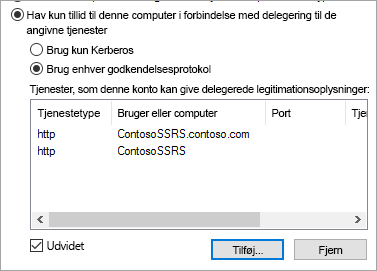 Hav kun tillid til denne computer i forbindelse med delegering til de
angivne tjenester
Brug kun Kerberos
Brug enhver godkendelsesprotokol
Tjenester, som denne konto kan give delegerede legitimationsoplysninger:
Tjenestetype Bruger eller computer Port Tjer
http ContosoSSRS.contoso.com
http ContosoSSRS
Udvidet Tilføj... Fjern